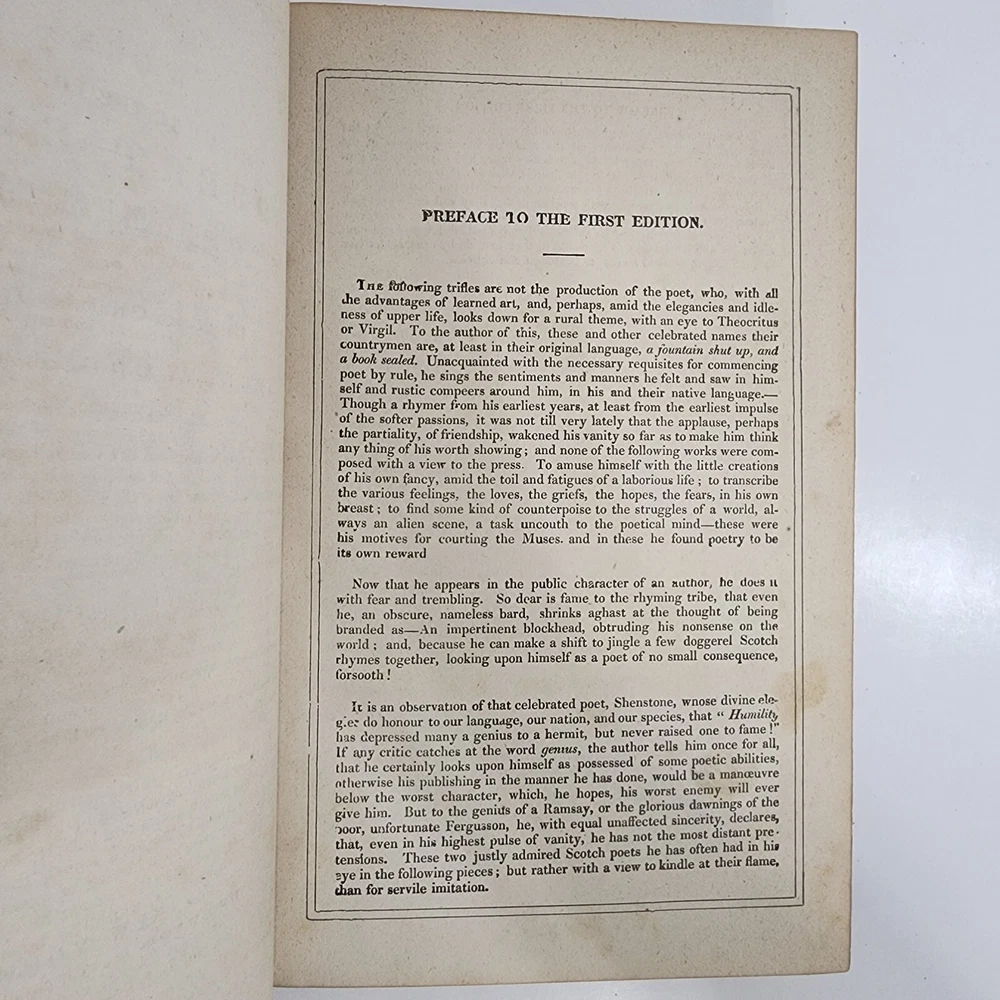 PREFACE TO THE FIRST EDITION.
THE following trifles are not the production of the poet, who, with all
the advantages of learned art, and, perhaps, amid the elegancies and idle-
ness of upper life, looks down for a rural theme, with an eye to Theocritus
or Virgil. To the author of this, these and other celebrated names their
countrymen are, at least in their original language, a fountain shut up, and
a book sealed. Unacquainted with the necessary requisites for commencing
poet by rule, he sings the sentiments and manners he felt and saw in him-
self and rustic compeers around him, in his and their native language.—
Though a rhymer from his earliest years, at least from the earliest impulse
of the softer passions, it was not till very lately that the applause, perhaps
the partiality, of friendship, wakened his vanity so far as to make him think
any thing of his worth showing; and none of the following works were com-
posed with a view to the press. To amuse himself with the little creations
of his own fancy, amid the toil and fatigues of a laborious life; to transcribe
the various feelings, the loves, the griefs, the hopes, the fears, in his own
breast; to find some kind of counterpoise to the struggles of a world, al-
ways an alien scene, a task uncouth to the poetical mind—these were
his motives for courting the Muses. and in these he found poetry to be
its own reward
Now that he appears in the public character of an author, he does it
with fear and trembling. So dear is fame to the rhyming tribe, that even
he, an obscure, nameless bard, shrinks aghast at the thought of being
branded as—An impertinent blockhead, obtruding his nonsense on the
world; and, because he can make a shift to jingle a few doggerel Scotch
rhymes together, looking upon himself as a poet of no small consequence,
forsooth!
It is an observation of that celebrated poet, Shenstone, whose divine ele-
gies do honour to our language, our nation, and our species, that "Humility
has depressed many a genius to a hermit, but never raised one to fame!"
If any critic catches at the word genius, the author tells him once for all,
that he certainly looks upon himself as possessed of some poetic abilities,
otherwise his publishing in the manner he has done, would be a manœuvre
below the worst character, which, he hopes, his worst enemy will ever
give him. But to the genius of a Ramsay, or the glorious dawnings of the
poor, unfortunate Fergusson, he, with equal unaffected sincerity, declares,
that, even in his highest pulse of vanity, he has not the most distant pre-
tensions. These two justly admired Scotch poets he has often had in his
eye in the following pieces; but rather with a view to kindle at their flame,
than for servile imitation.